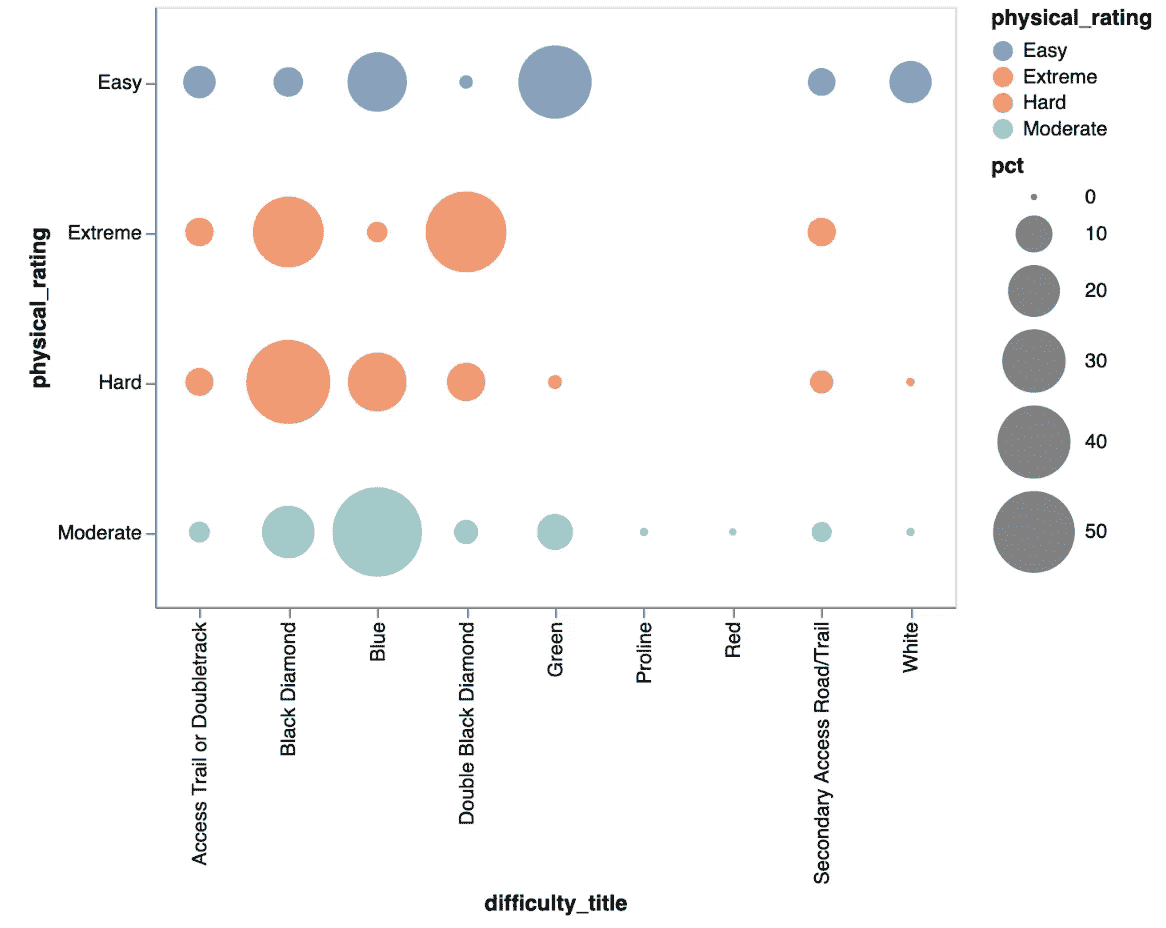 physical_rating
Easy
Extreme
Hard
Moderate
pct
0
10
20
30
40
50
physical_rating
Easy
Extreme
Hard
Moderate
Access Trail or Doubletrack
Black Diamond
Blue
Double Black Diamond
Green
Proline
Red
Secondary Access Road/Trail
White
difficulty_title